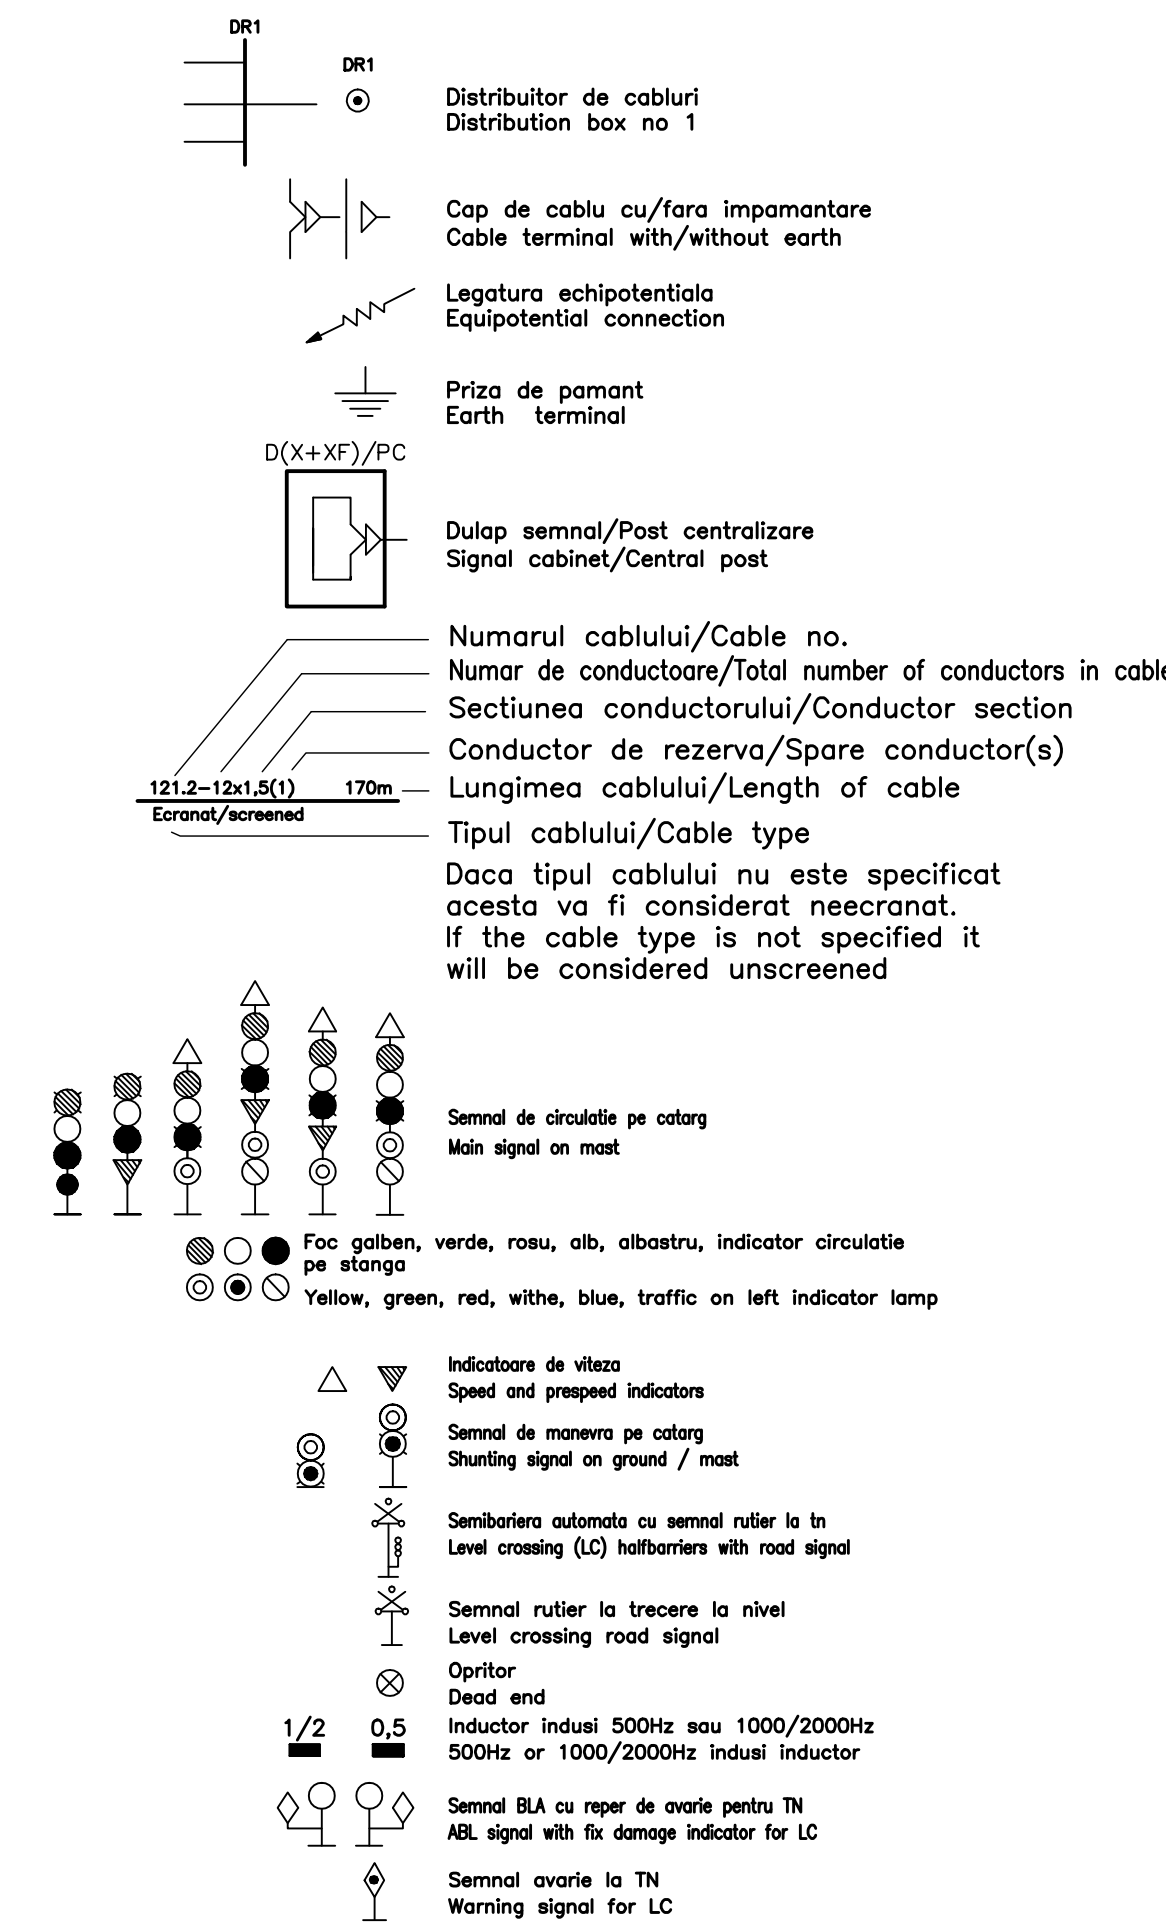 DR1
DR1
Distribuitor de cabluri
Distribution box no 1
Cap de cablu cu/fara impamantare
Cable terminal with/without earth
Legatura echipotentiala
Equipotential connection
Priza de pamant
Earth terminal
D(X+XF)/PC
Dulap semnal/Post centralizare
Signal cabinet/Central post
Numarul cablului/Cable no.
Numar de conductoare/Total number of conductors in cable
Sectiunea conductorului/Conductor section
Conductor de rezerva/Spare conductor(s)
121.2-12x1,5(1) 170m
Lungimea cablului/Length of cable
Ecranat/screened
Tipul cablului/Cable type
Daca tipul cablului nu este specificat
acesta va fi considerat neecranat.
If the cable type is not specified it
will be considered unscreened
Semnal de circulatie pe catarg
Main signal on mast
Foc galben, verde, rosu, alb, albastru, indicator circulatie
pe stanga
Yellow, green, red, withe, blue, traffic on left indicator lamp
Indicatoare de viteza
Speed and prespeed indicators
Semnal de manevra pe catarg
Shunting signal on ground / mast
Semibariera automata cu semnal rutier la tn
Level crossing (LC) halfbarriers with road signal
Semnal rutier la trecere la nivel
Level crossing road signal
Opritor
Dead end
1/2 0,5
Inductor indusi 500Hz sau 1000/2000Hz
500Hz or 1000/2000Hz indusi inductor
Semnal BLA cu reper de avarie pentru TN
ABL signal with fix damage indicator for LC
Semnal avarie la TN
Warning signal for LC